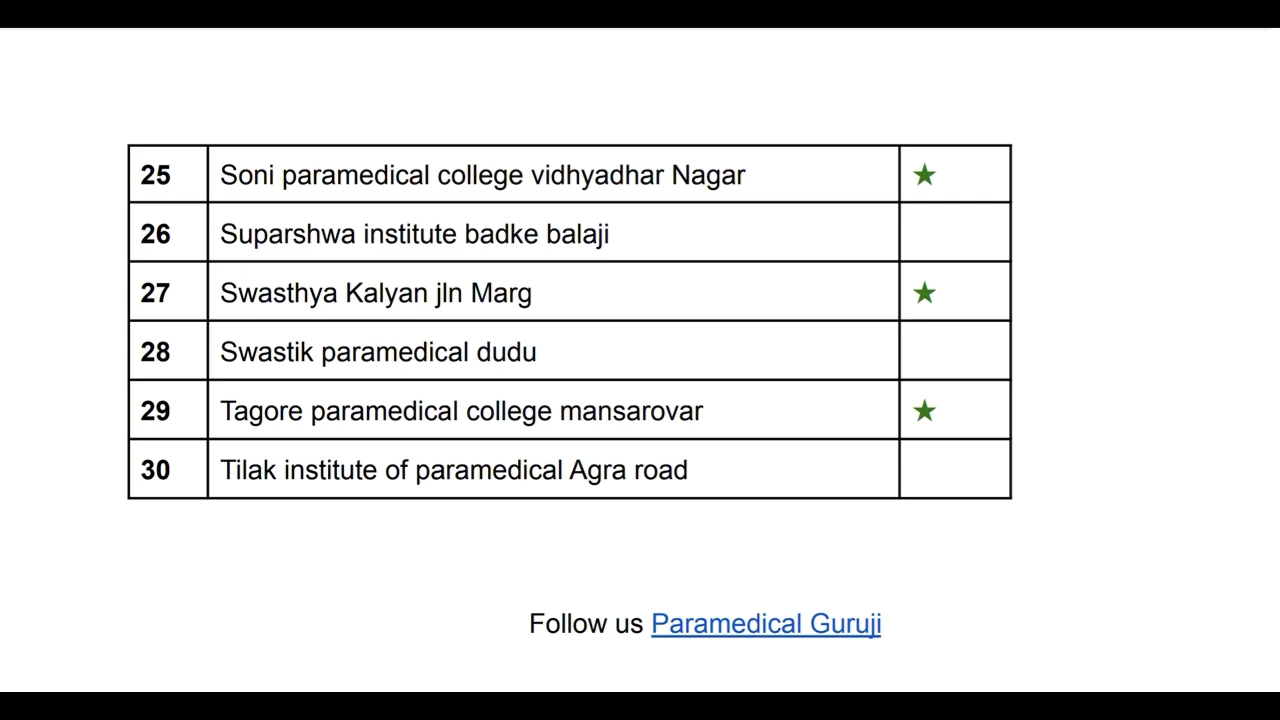 25 Soni paramedical college vidhyadhar Nagar ★
26 Suparshwa institute badke balaji
27 Swasthya Kalyan jln Marg ★
28 Swastik paramedical dudu
29 Tagore paramedical college mansarovar ★
30 Tilak institute of paramedical Agra road
Follow us Paramedical Guruji